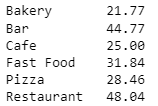 Bakery 21.77
Bar 44.77
Cafe 25.00
Fast Food 31.84
Pizza 28.46
Restaurant 48.04